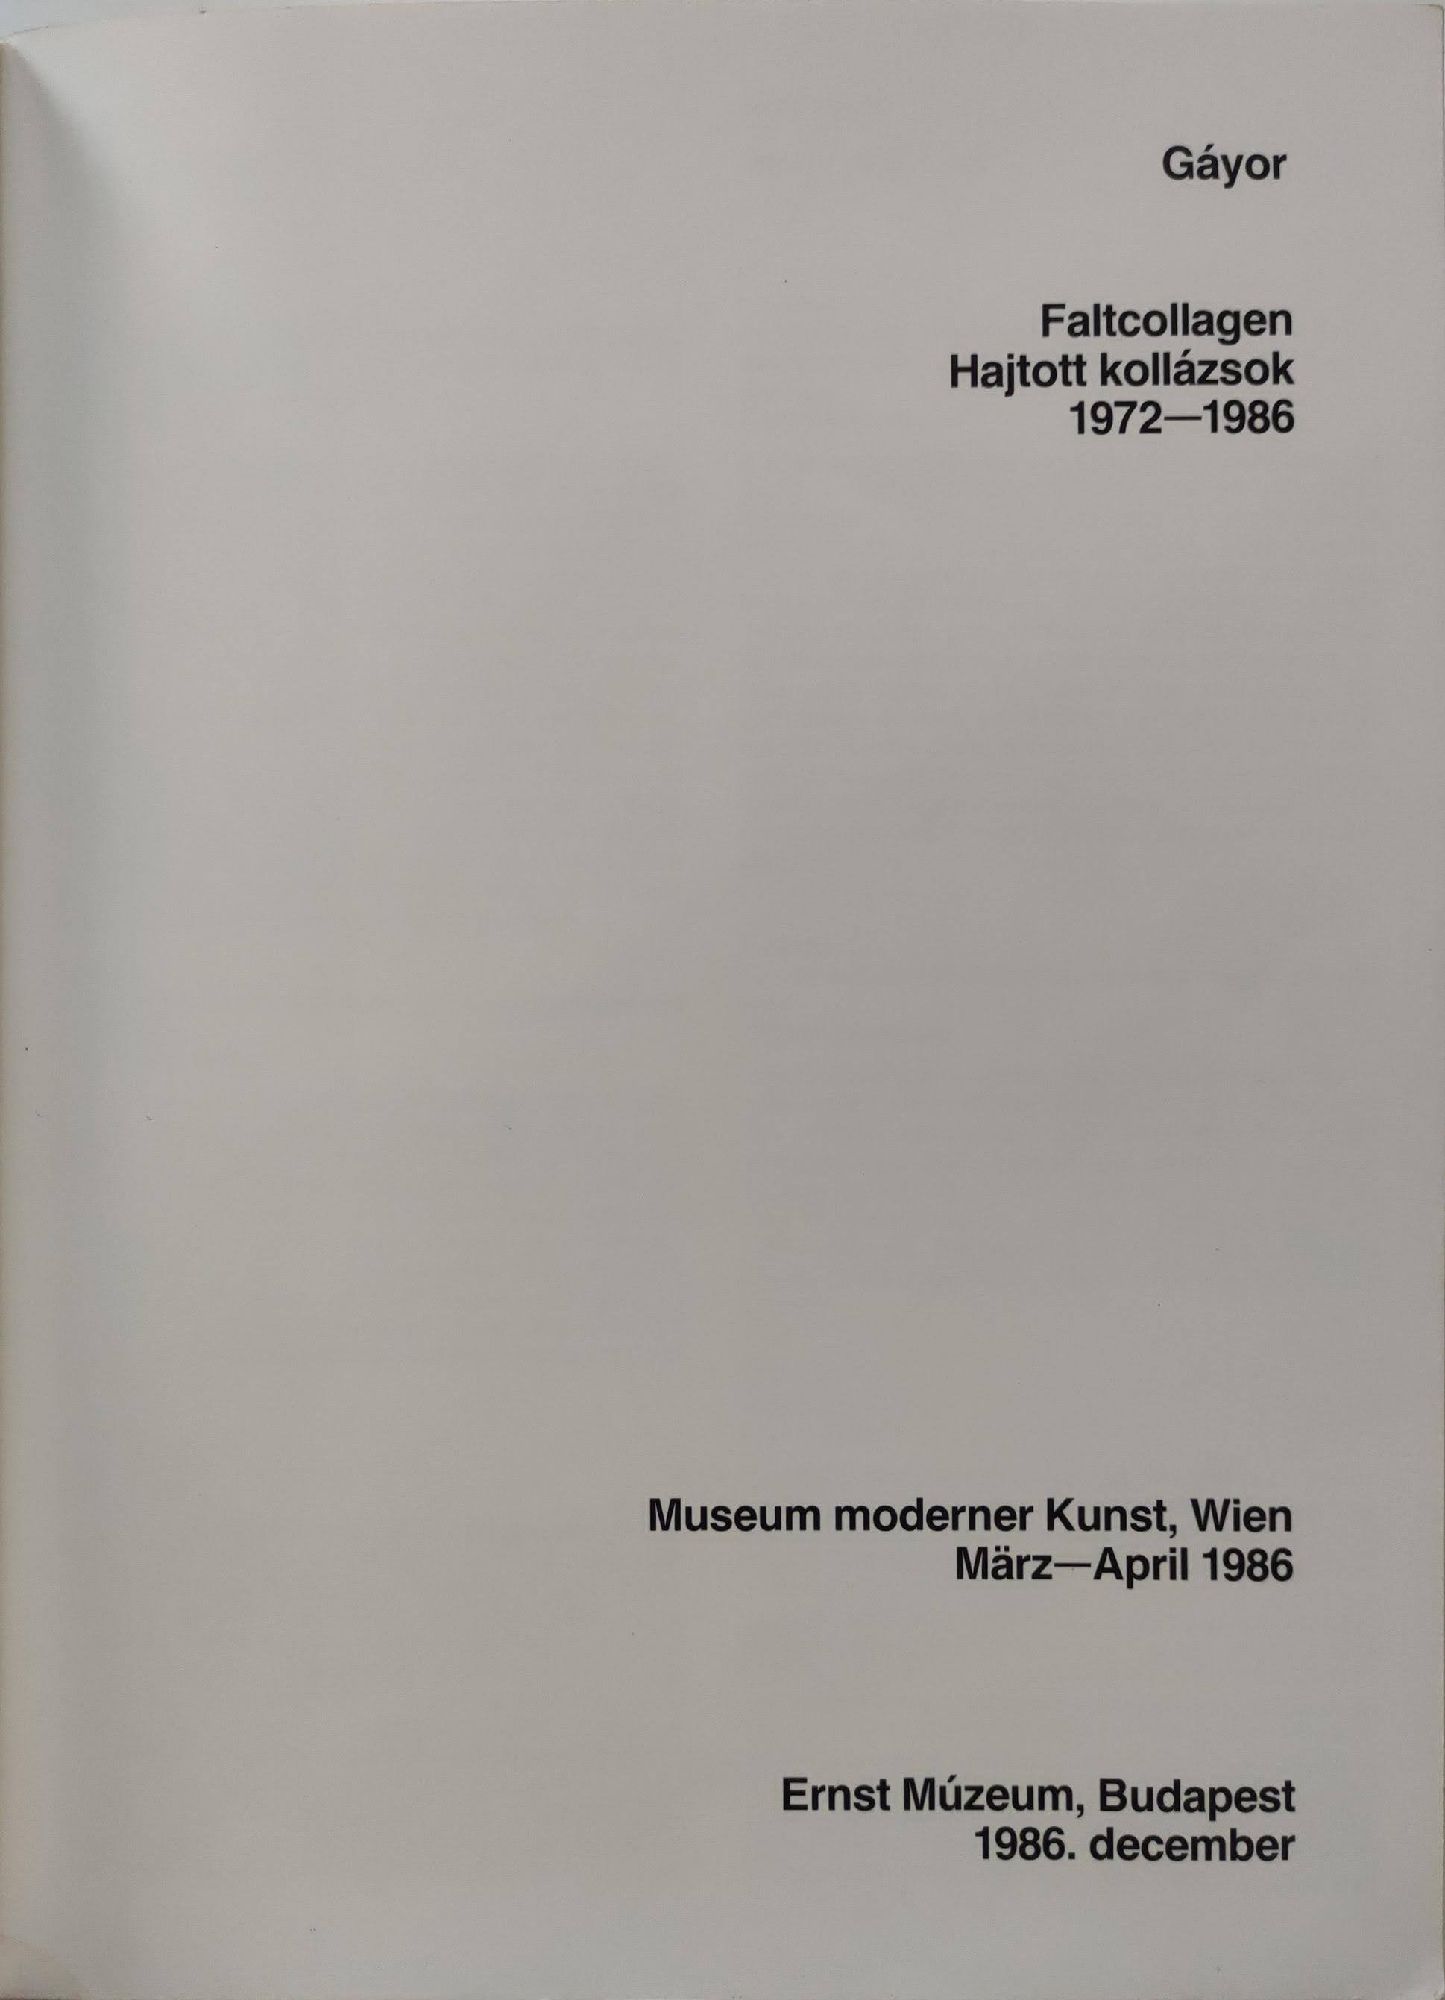 Gáyor
Faltcollagen
Hajtott kollázsok
1972—1986
Museum moderner Kunst, Wien
März—April 1986
Ernst Múzeum, Budapest
1986. december